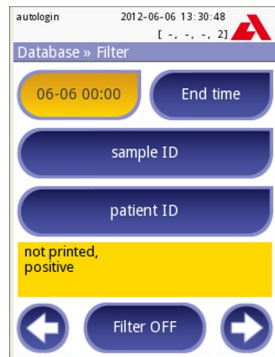 autologin 2012-06-06 13:30:48
[ -, -, -, 2]
Database » Filter
06-06 00:00 End time
sample ID
patient ID
not printed,
positive
Filter OFF